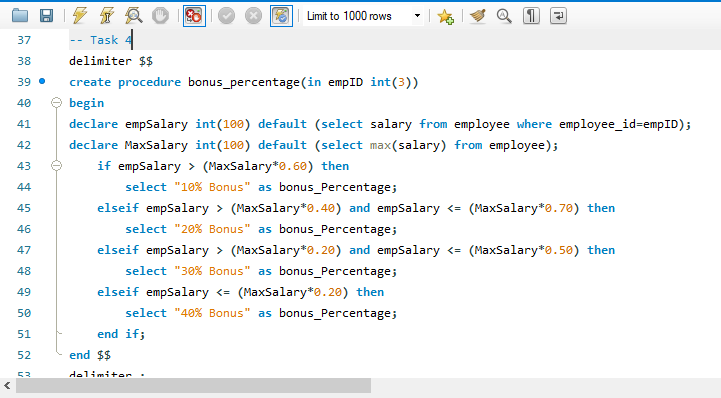 Limit to 1000 rows
37 -- Task 4
38 delimiter $$
39 create procedure bonus_percentage(in empID int(3))
40 begin
41 declare empSalary int(100) default (select salary from employee where employee_id=empID);
42 declare MaxSalary int(100) default (select max(salary) from employee);
43 if empSalary > (MaxSalary*0.60) then
44 select "10% Bonus" as bonus_Percentage;
45 elseif empSalary > (MaxSalary*0.40) and empSalary <= (MaxSalary*0.70) then
46 select "20% Bonus" as bonus_Percentage;
47 elseif empSalary > (MaxSalary*0.20) and empSalary <= (MaxSalary*0.50) then
48 select "30% Bonus" as bonus_Percentage;
49 elseif empSalary <= (MaxSalary*0.20) then
50 select "40% Bonus" as bonus_Percentage;
51 end if;
52 end $$
53 delimiter ;